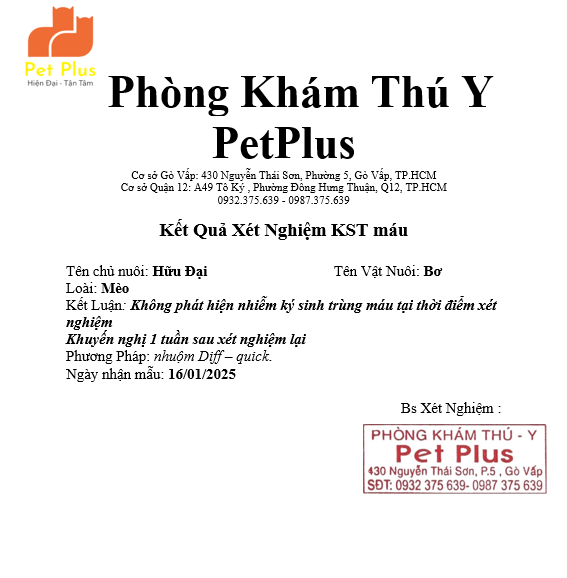 Pet Plus
Hiện Đại - Tận Tâm
Phòng Khám Thú Y
PetPlus
Cơ sở Gò Vấp: 430 Nguyễn Thái Sơn, Phường 5, Gò Vấp, TP.HCM
Cơ sở Quận 12: A49 Tô Ký , Phường Đông Hưng Thuận, Q12, TP.HCM
0932.375.639 - 0987.375.639
Kết Quả Xét Nghiệm KST máu
Tên chủ nuôi: Hữu Đại Tên Vật Nuôi: Bơ
Loài: Mèo
Kết Luận: Không phát hiện nhiễm ký sinh trùng máu tại thời điểm xét
nghiệm
Khuyến nghị 1 tuần sau xét nghiệm lại
Phương Pháp: nhuộm Diff – quick.
Ngày nhận mẫu: 16/01/2025
Bs Xét Nghiệm :
PHÒNG KHÁM THÚ - Y
Pet Plus
430 Nguyễn Thái Sơn, P.5 , Gò Vấp
SĐT: 0932 375 639- 0987 375 639